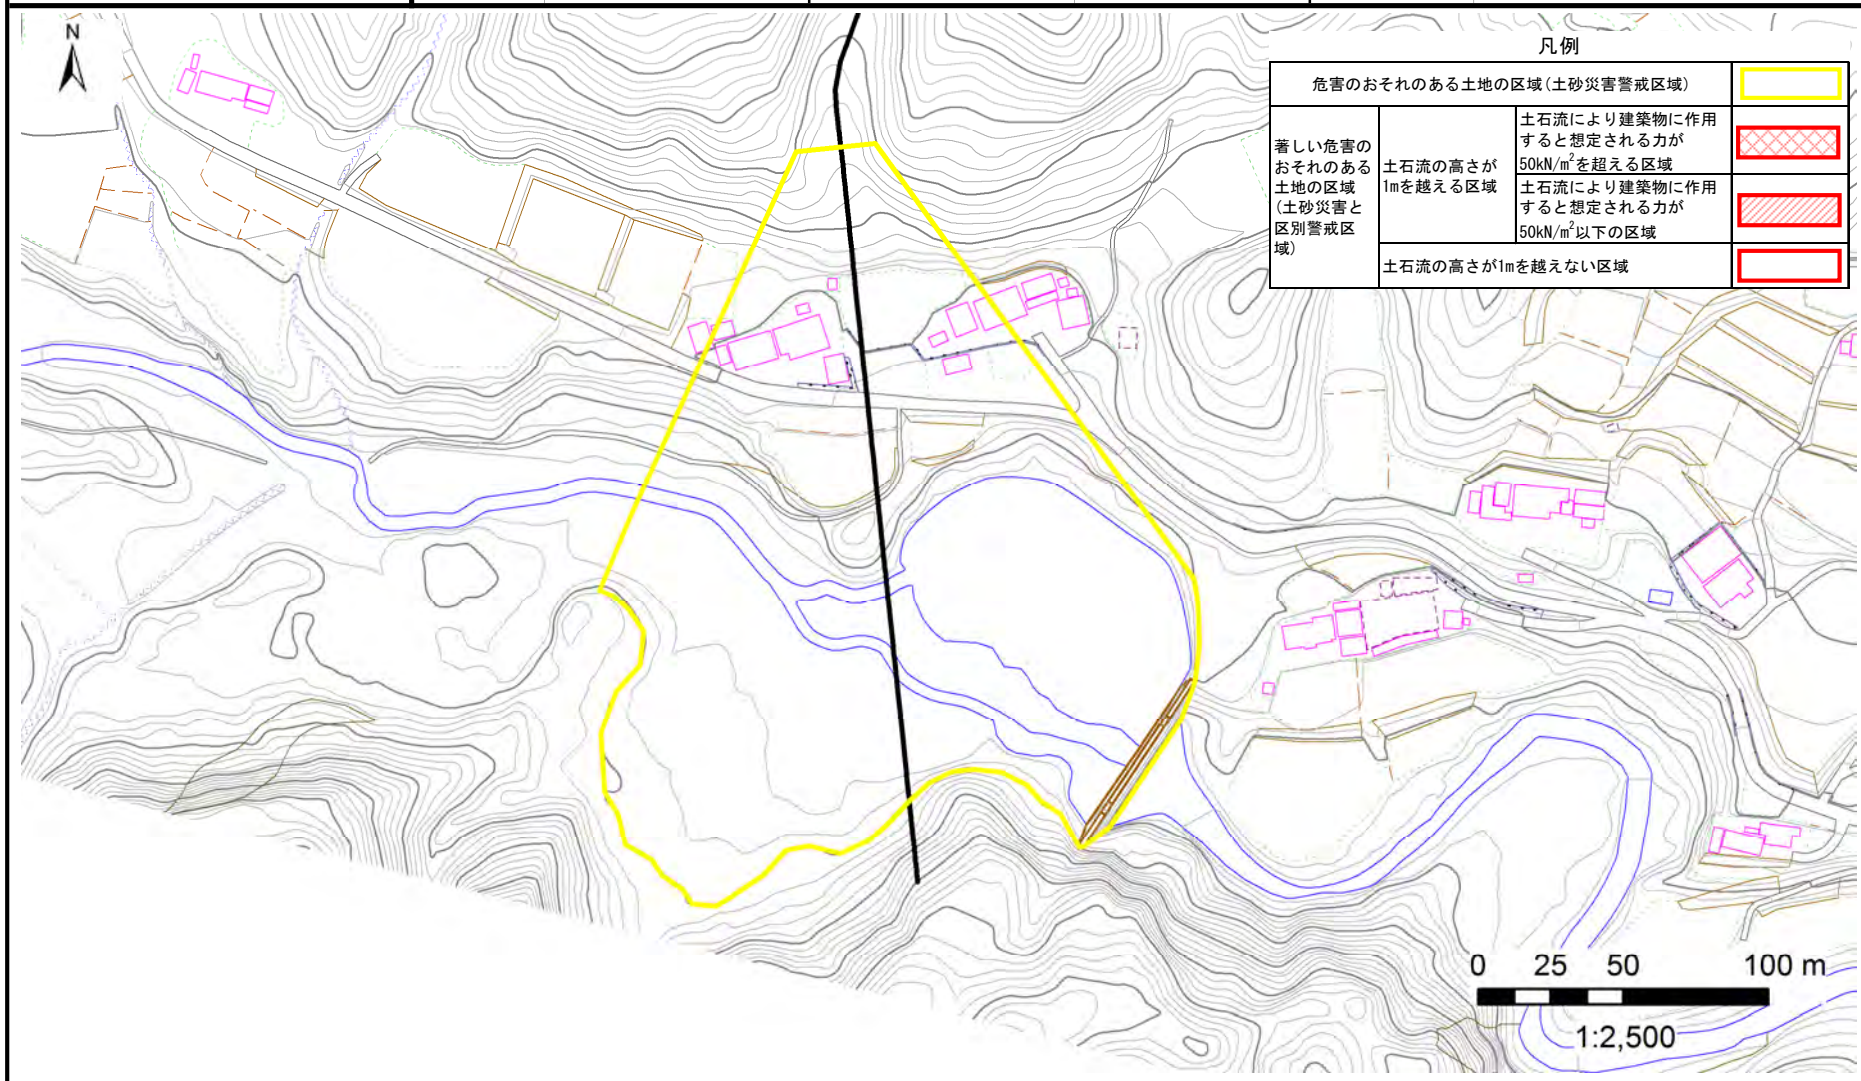 N
凡例
危害のおそれのある土地の区域(土砂災害警戒区域)
著しい危害の
おそれのある
土地の区域
(土砂災害と
区別警戒区
域)
土石流の高さが
1mを越える区域
土石流により建築物に作用
すると想定される力が
50kN/m²を超える区域
土石流により建築物に作用
すると想定される力が
50kN/m²以下の区域
土石流の高さが1mを越えない区域
0 25 50 100 m
1:2,500